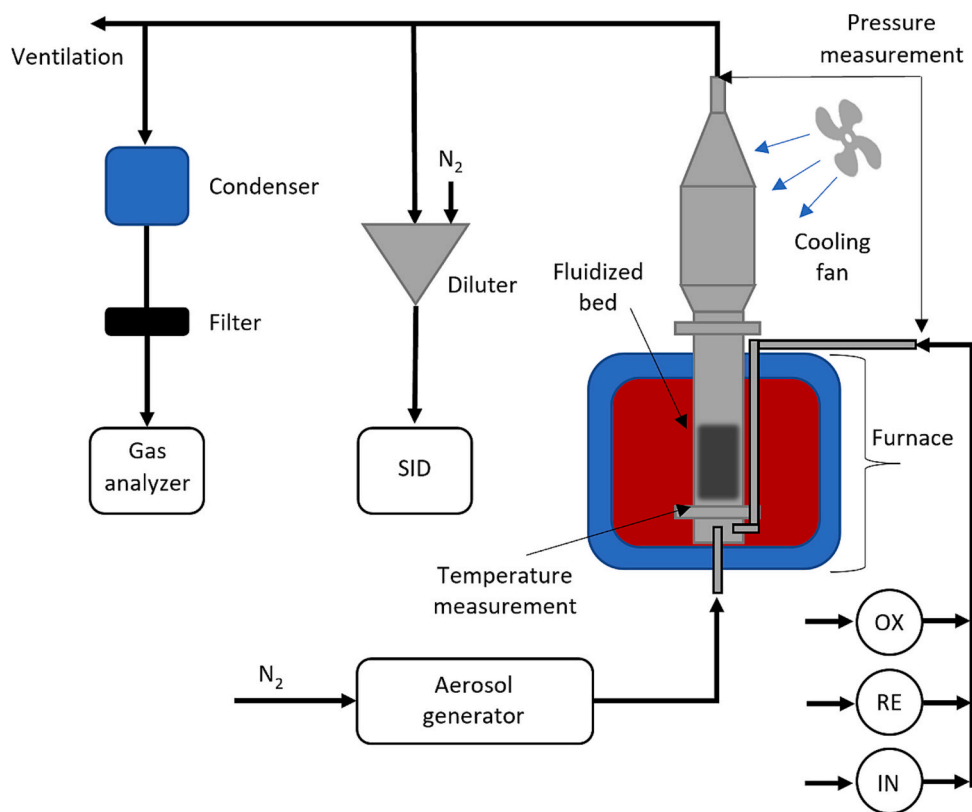 Pressure
measurement
Ventilation
N₂
Condenser
Cooling
fan
Fluidized
bed
Diluter
Filter
Furnace
Gas
analyzer
SID
Temperature
measurement
OX
N₂
Aerosol
generator
RE
IN